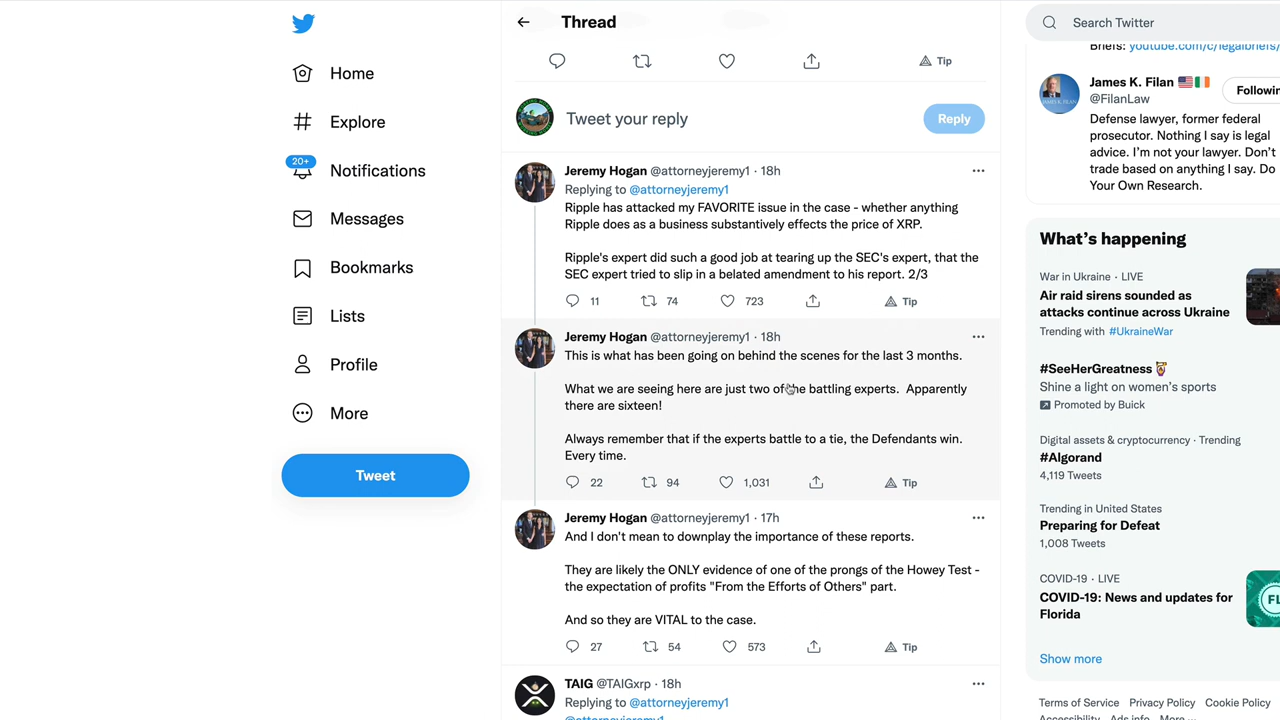 Home
Explore
20+
Notifications
Messages
Bookmarks
Lists
Profile
More
Tweet
Thread
Tip
Tweet your reply
Reply
Jeremy Hogan @attorneyjeremy1 · 18h
Replying to @attorneyjeremy1
Ripple has attacked my FAVORITE issue in the case - whether anything
Ripple does as a business substantively effects the price of XRP.
Ripple's expert did such a good job at tearing up the SEC's expert, that the
SEC expert tried to slip in a belated amendment to his report. 2/3
11 74 723 Tip
Jeremy Hogan @attorneyjeremy1 · 18h
This is what has been going on behind the scenes for the last 3 months.
What we are seeing here are just two of the battling experts. Apparently
there are sixteen!
Always remember that if the experts battle to a tie, the Defendants win.
Every time.
22 94 1,031 Tip
Jeremy Hogan @attorneyjeremy1 · 17h
And I don't mean to downplay the importance of these reports.
They are likely the ONLY evidence of one of the prongs of the Howey Test -
the expectation of profits "From the Efforts of Others" part.
And so they are VITAL to the case.
27 54 573 Tip
TAIG @TAIGxrp · 18h
Replying to @attorneyjeremy1
@attorneyjeremy1
Search Twitter
Briefs: youtube.com/c/legalbriefs/
James K. Filan
@FilanLaw
Followin
Defense lawyer, former federal
prosecutor. Nothing I say is legal
advice. I'm not your lawyer. Don't
trade based on anything I say. Do
Your Own Research.
What's happening
War in Ukraine · LIVE
Air raid sirens sounded as
attacks continue across Ukraine
Trending with #UkraineWar
#SeeHerGreatness
Shine a light on women's sports
Promoted by Buick
Digital assets & cryptocurrency · Trending
#Algorand
4,119 Tweets
Trending in United States
Preparing for Defeat
1,008 Tweets
COVID-19 · LIVE
COVID-19: News and updates for
Florida
FL
Show more
Terms of Service Privacy Policy Cookie Policy
Accessibility Ads info More ...